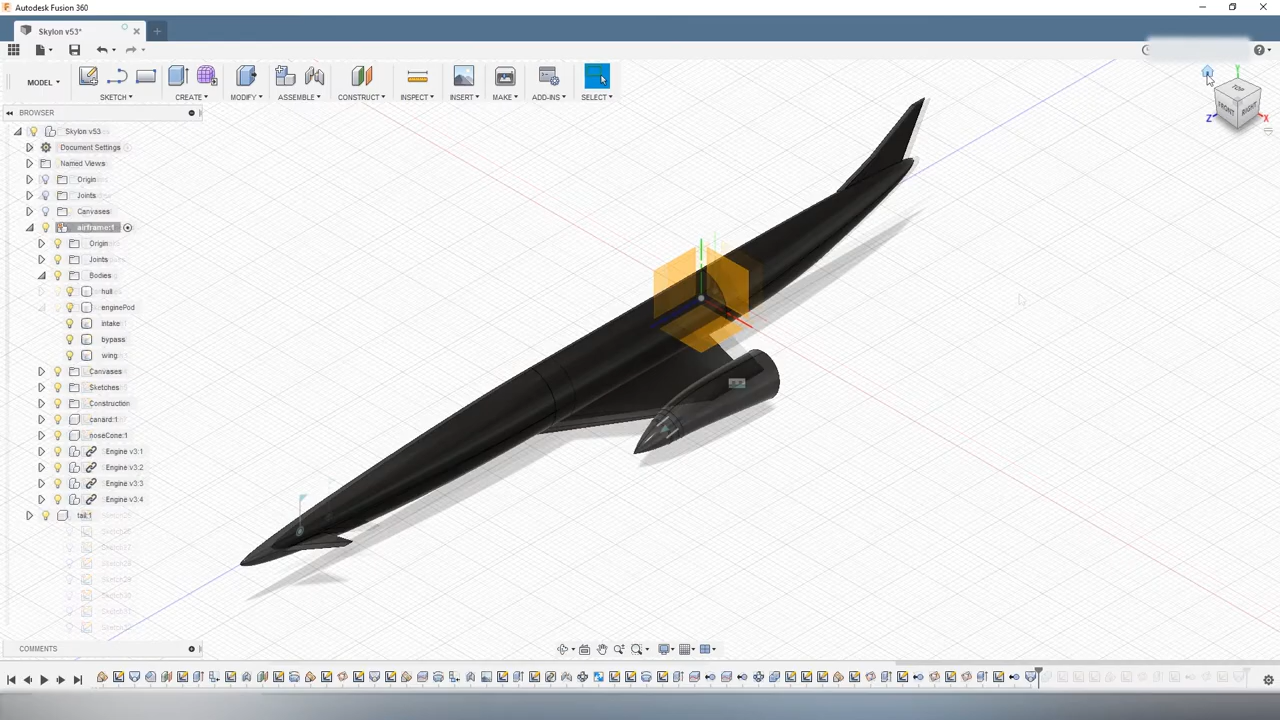 Autodesk Fusion 360
Skylon v53*
MODEL
SKETCH
CREATE
MODIFY
ASSEMBLE
CONSTRUCT
INSPECT
INSERT
MAKE
ADD-INS
SELECT
BROWSER
Skylon v53
Document Settings
Named Views
Origin
Joints
Canvases
airframe:1
Origin
Joints
Bodies
hull
enginePod
intake
bypass
wing
Canvases
Sketches
Construction
canard:1
noseCone:1
Engine v3:1
Engine v3:2
Engine v3:3
Engine v3:4
tail:1
COMMENTS
Y
TOP
FRONT
RIGHT
Z
X